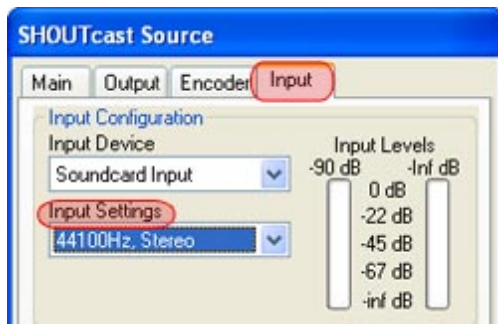 SHOUTcast Source
Main Output Encoder Input
Input Configuration
Input Device
Soundcard Input
Input Settings
44100Hz, Stereo
Input Levels
-90 dB -Inf dB
0 dB
-22 dB
-45 dB
-67 dB
-inf dB